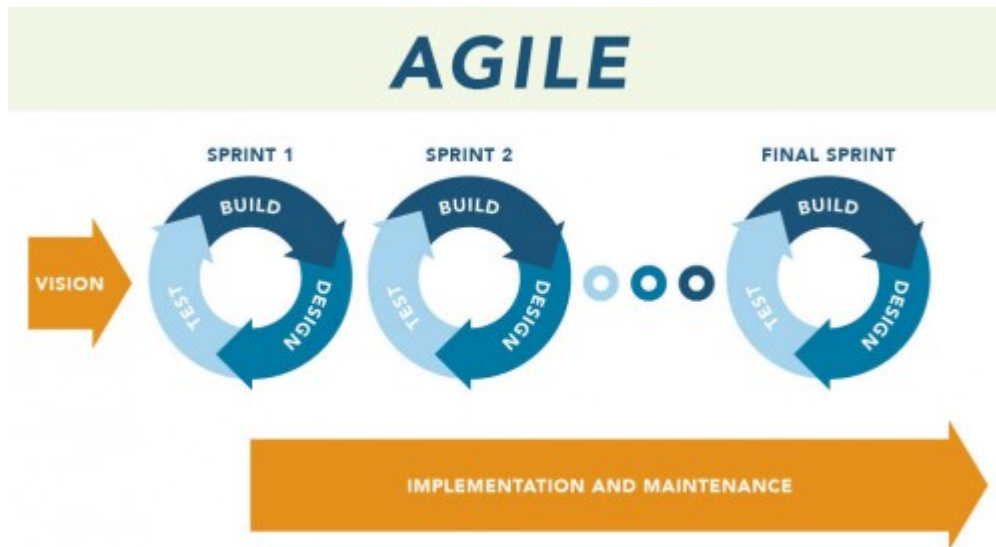 AGILE
SPRINT 1
SPRINT 2
FINAL SPRINT
VISION
BUILD
DESIGN
TEST
BUILD
DESIGN
TEST
BUILD
DESIGN
TEST
IMPLEMENTATION AND MAINTENANCE